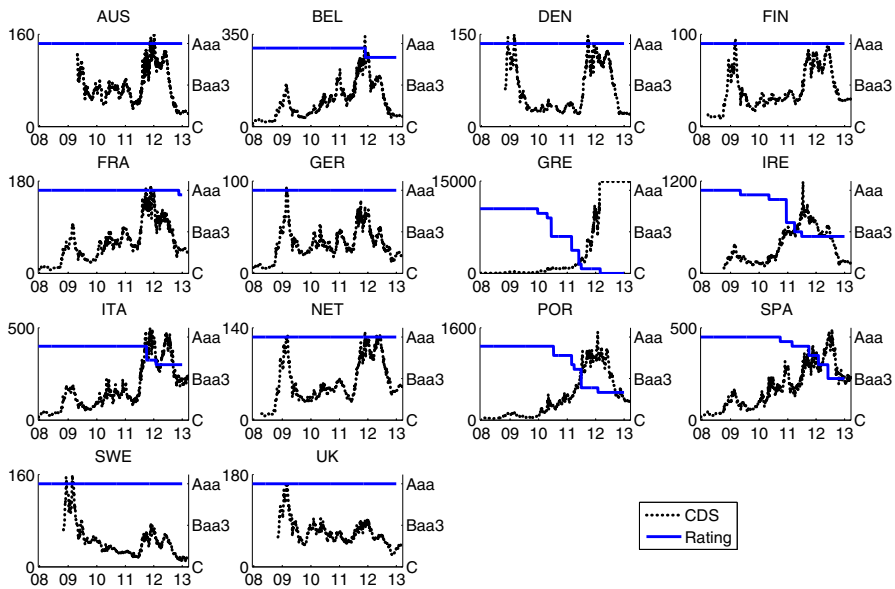 AUS BEL DEN FIN
160 Aaa 350 Aaa 150 Aaa 100 Aaa
Baa3 Baa3 Baa3 Baa3
0 C 0 C 0 C 0 C
08 09 10 11 12 13 08 09 10 11 12 13 08 09 10 11 12 13 08 09 10 11 12 13
FRA GER GRE IRE
180 Aaa 100 Aaa 15000 Aaa 1200 Aaa
Baa3 Baa3 Baa3 Baa3
0 C 0 C 0 C 0 C
08 09 10 11 12 13 08 09 10 11 12 13 08 09 10 11 12 13 08 09 10 11 12 13
ITA NET POR SPA
500 Aaa 140 Aaa 1600 Aaa 500 Aaa
Baa3 Baa3 Baa3 Baa3
0 C 0 C 0 C 0 C
08 09 10 11 12 13 08 09 10 11 12 13 08 09 10 11 12 13 08 09 10 11 12 13
SWE UK
160 Aaa 180 Aaa
Baa3 Baa3
0 C 0 C
08 09 10 11 12 13 08 09 10 11 12 13
CDS
Rating